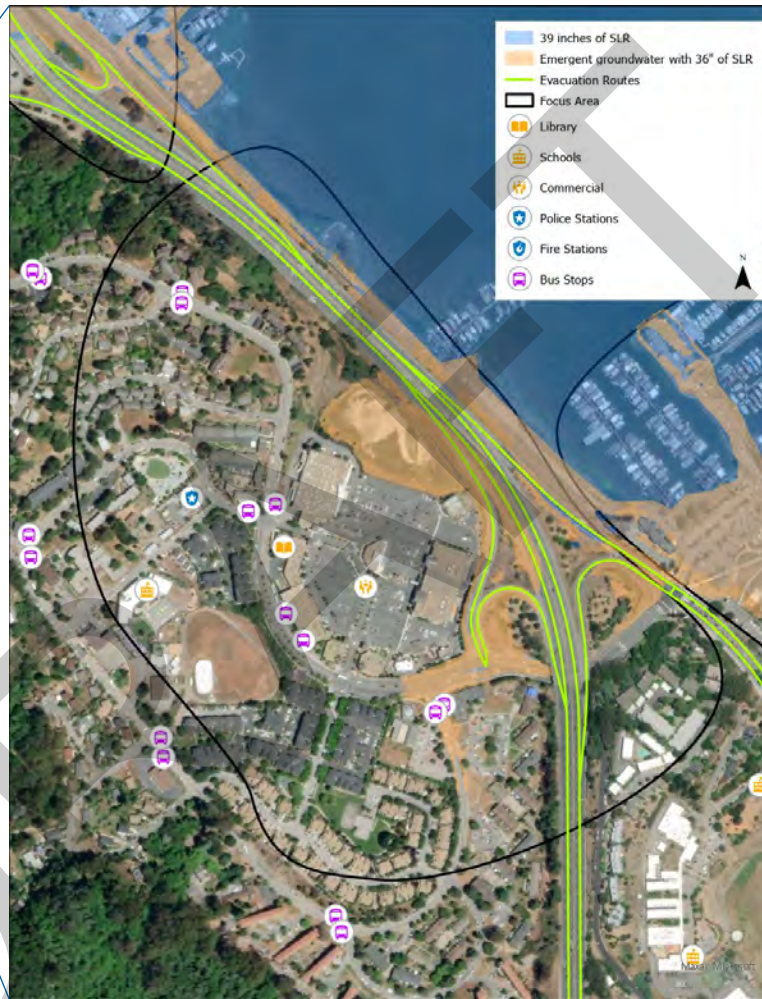 39 inches of SLR
Emergent groundwater with 36" of SLR
Evacuation Routes
Focus Area
Library
Schools
Commercial
Police Stations
Fire Stations
Bus Stops
N